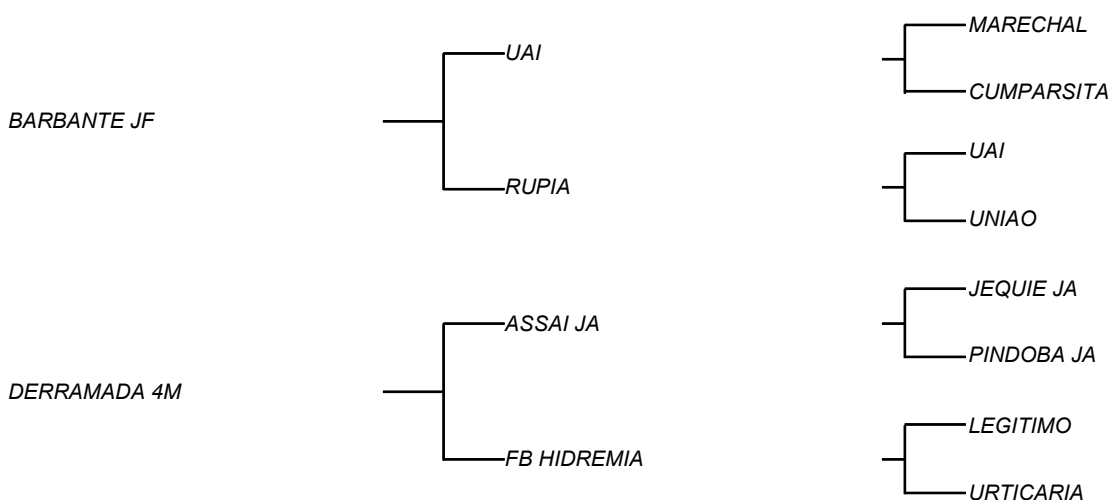 MARECHAL
UAI
CUMPARSITA
BARBANTE JF
UAI
RUPIA
UNIAO
JEQUIE JA
ASSAI JA
PINDOBA JA
DERRAMADA 4M
LEGITIMO
FB HIDREMIA
URTICARIA